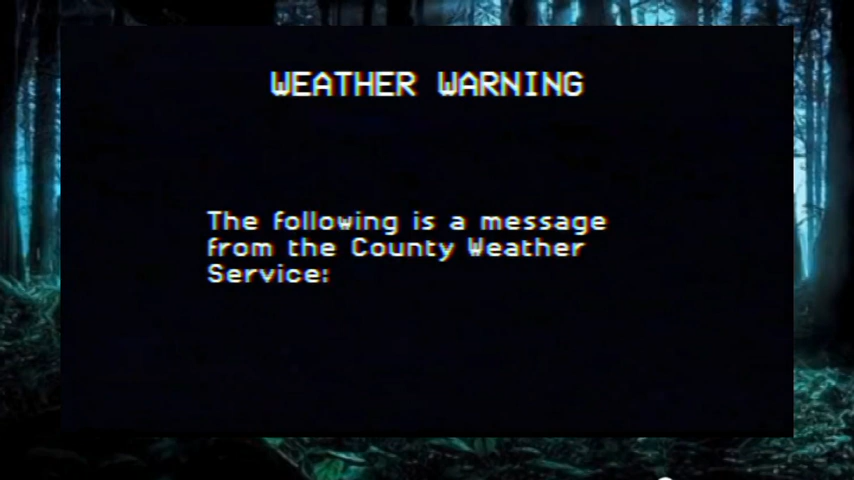 WEATHER WARNING
The following is a message
from the County Weather
Service: